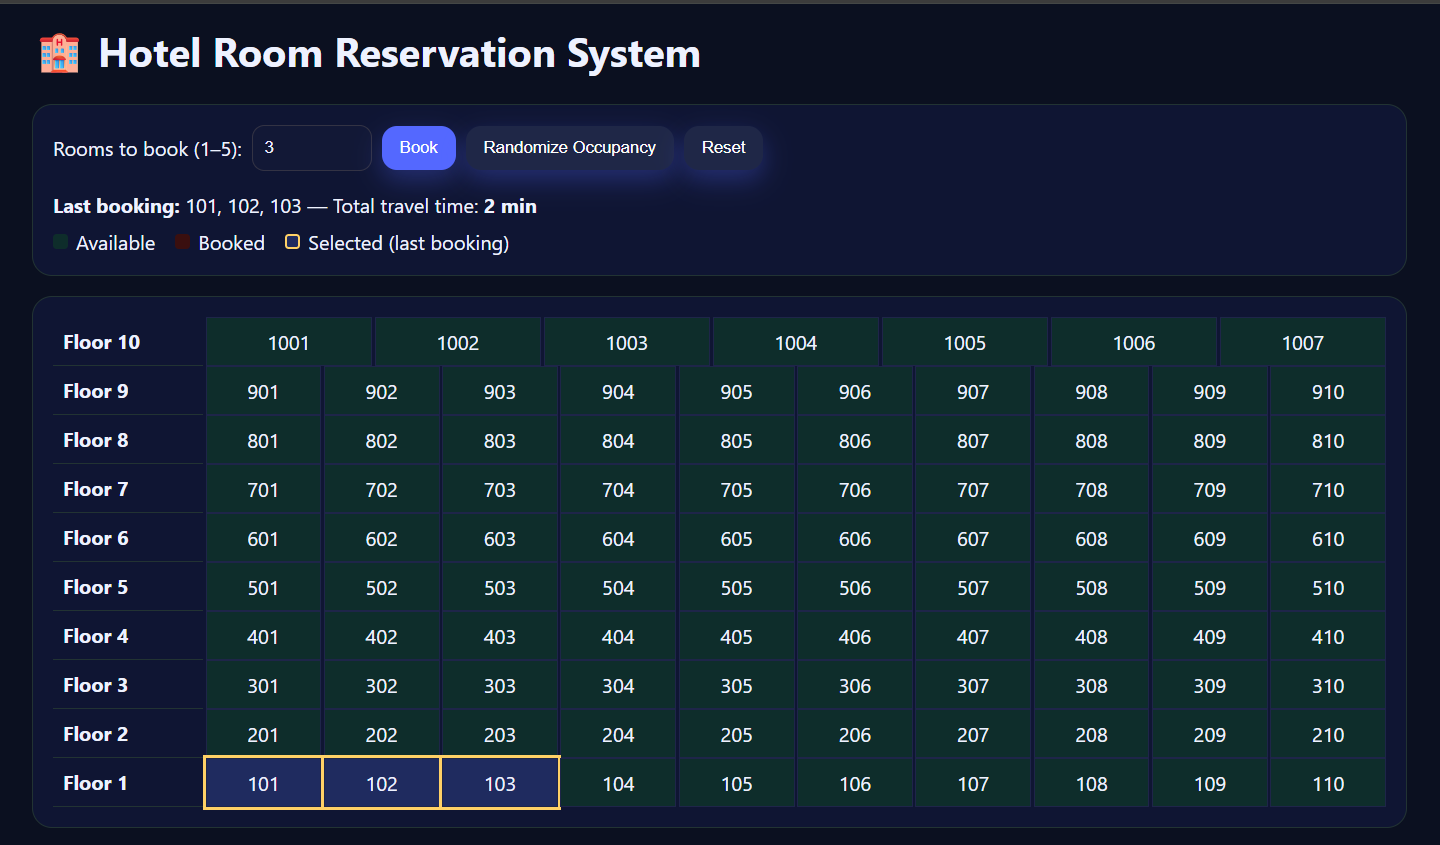 Hotel Room Reservation System
Rooms to book (1–5): 3 Book Randomize Occupancy Reset
Last booking: 101, 102, 103 — Total travel time: 2 min
Available Booked Selected (last booking)
Floor 10 1001 1002 1003 1004 1005 1006 1007
Floor 9 901 902 903 904 905 906 907 908 909 910
Floor 8 801 802 803 804 805 806 807 808 809 810
Floor 7 701 702 703 704 705 706 707 708 709 710
Floor 6 601 602 603 604 605 606 607 608 609 610
Floor 5 501 502 503 504 505 506 507 508 509 510
Floor 4 401 402 403 404 405 406 407 408 409 410
Floor 3 301 302 303 304 305 306 307 308 309 310
Floor 2 201 202 203 204 205 206 207 208 209 210
Floor 1 101 102 103 104 105 106 107 108 109 110